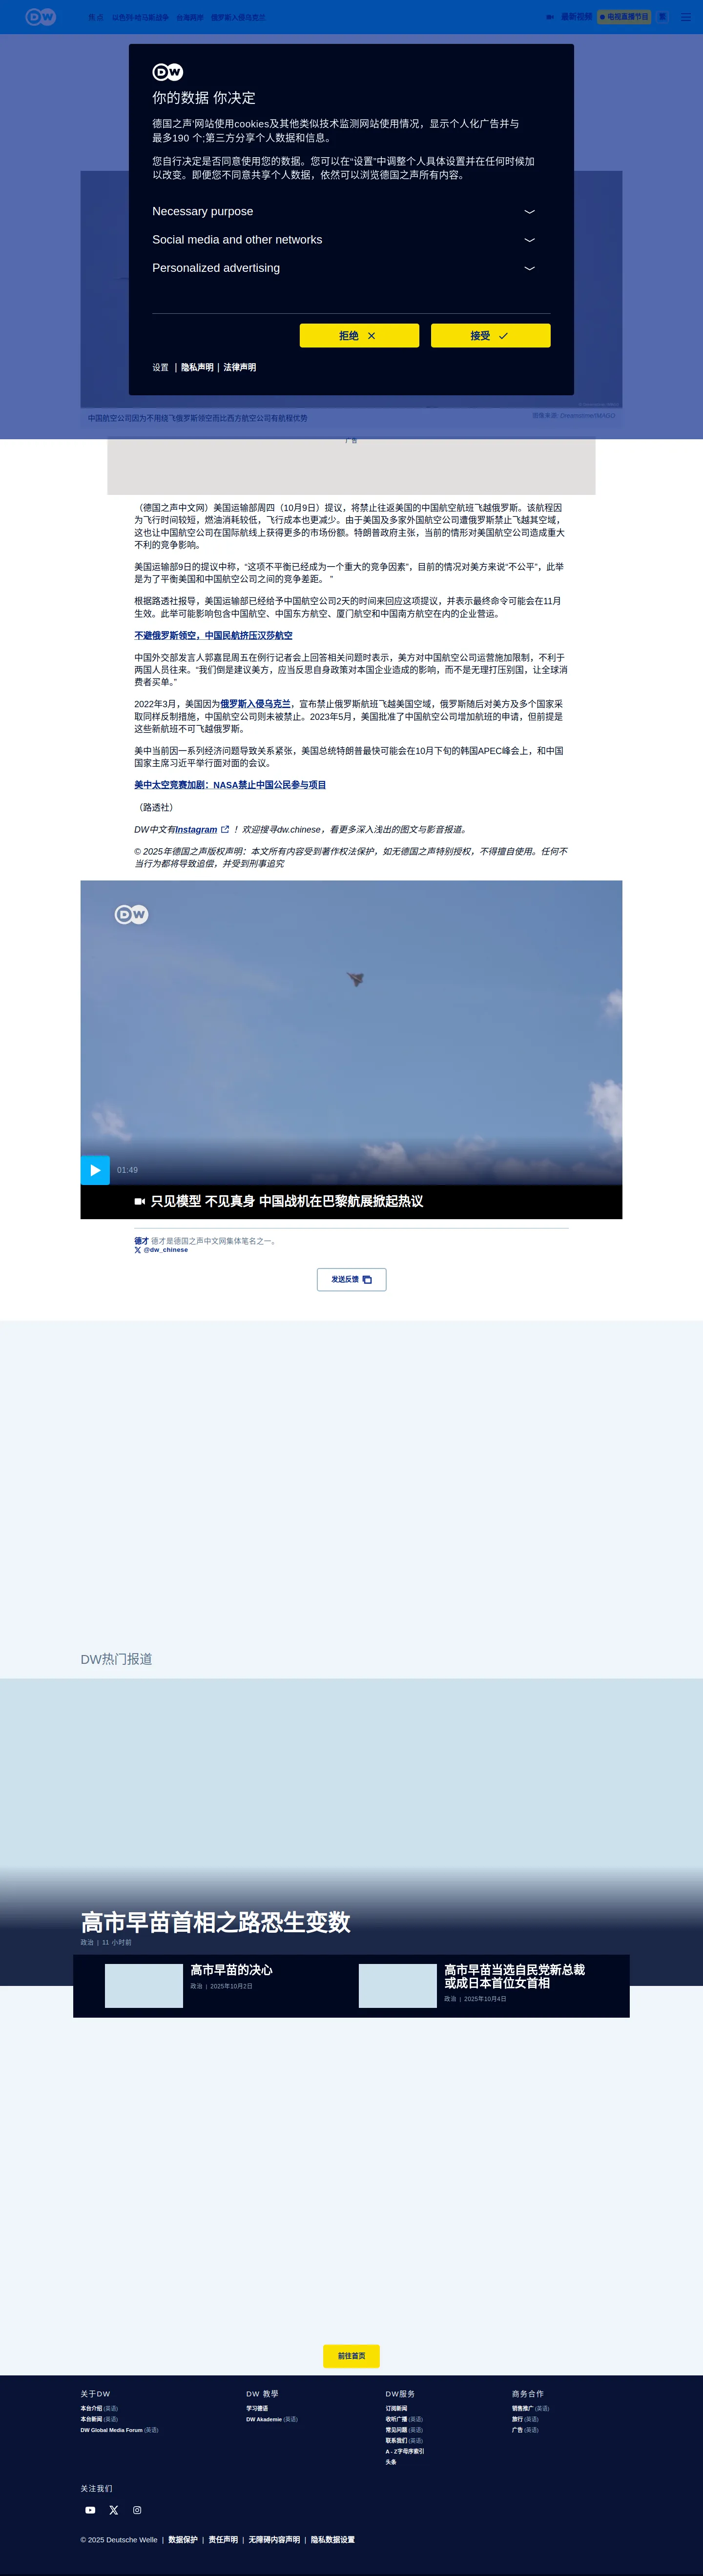 DW
焦点 以色列-哈马斯战争 台海两岸 俄罗斯入侵乌克兰
最新视频 电视直播节目 繁
DW
你的数据 你决定
德国之声'网站使用cookies及其他类似技术监测网站使用情况，显示个人化广告并与
最多190 个;第三方分享个人数据和信息。
您自行决定是否同意使用您的数据。您可以在“设置”中调整个人具体设置并在任何时候加
以改变。即便您不同意共享个人数据，依然可以浏览德国之声所有内容。
Necessary purpose
Social media and other networks
Personalized advertising
拒绝 接受
设置 | 隐私声明 | 法律声明
中国航空公司因为不用绕飞俄罗斯领空而比西方航空公司有航程优势
广告
（德国之声中文网）美国运输部周四（10月9日）提议，将禁止往返美国的中国航空航班飞越俄罗斯。该航程因
为飞行时间较短，燃油消耗较低，飞行成本也更减少。由于美国及多家外国航空公司遭俄罗斯禁止飞越其空域，
这也让中国航空公司在国际航线上获得更多的市场份额。特朗普政府主张，当前的情形对美国航空公司造成重大
不利的竞争影响。
美国运输部9日的提议中称，“这项不平衡已经成为一个重大的竞争因素”，目前的情况对美方来说“不公平”，此举
是为了平衡美国和中国航空公司之间的竞争差距。 ”
根据路透社报导，美国运输部已经给予中国航空公司2天的时间来回应这项提议，并表示最终命令可能会在11月
生效。此举可能影响包含中国航空、中国东方航空、厦门航空和中国南方航空在内的企业营运。
不避俄罗斯领空，中国民航挤压汉莎航空
中国外交部发言人郭嘉昆周五在例行记者会上回答相关问题时表示，美方对中国航空公司运营施加限制，不利于
两国人员往来。“我们倒是建议美方，应当反思自身政策对本国企业造成的影响，而不是无理打压别国，让全球消
费者买单。”
2022年3月，美国因为俄罗斯入侵乌克兰，宣布禁止俄罗斯航班飞越美国空域，俄罗斯随后对美方及多个国家采
取同样反制措施，中国航空公司则未被禁止。2023年5月，美国批准了中国航空公司增加航班的申请，但前提是
这些新航班不可飞越俄罗斯。
美中当前因一系列经济问题导致关系紧张，美国总统特朗普最快可能会在10月下旬的韩国APEC峰会上，和中国
国家主席习近平举行面对面的会议。
美中太空竞赛加剧：NASA禁止中国公民参与项目
（路透社）
DW中文有Instagram ！欢迎搜寻dw.chinese，看更多深入浅出的图文与影音报道。
© 2025年德国之声版权声明：本文所有内容受到著作权法保护，如无德国之声特别授权，不得擅自使用。任何不
当行为都将导致追偿，并受到刑事追究
DW
01:49
只见模型 不见真身 中国战机在巴黎航展掀起热议
德才 德才是德国之声中文网集体笔名之一。
@dw_chinese
发送反馈
DW热门报道
高市早苗首相之路恐生变数
政治 | 11 小时前
高市早苗的决心
政治 | 2025年10月2日
高市早苗当选自民党新总裁
或成日本首位女首相
政治 | 2025年10月4日
前往首页
关于DW
本台介绍 (英语)
本台新闻 (英语)
DW Global Media Forum (英语)
DW 教學
学习德语
DW Akademie (英语)
DW服务
订阅新闻
收听广播 (英语)
常见问题 (英语)
联系我们 (英语)
A - Z字母序索引
头条
商务合作
销售推广 (英语)
旅行 (英语)
广告 (英语)
关注我们
© 2025 Deutsche Welle | 数据保护 | 责任声明 | 无障碍内容声明 | 隐私数据设置